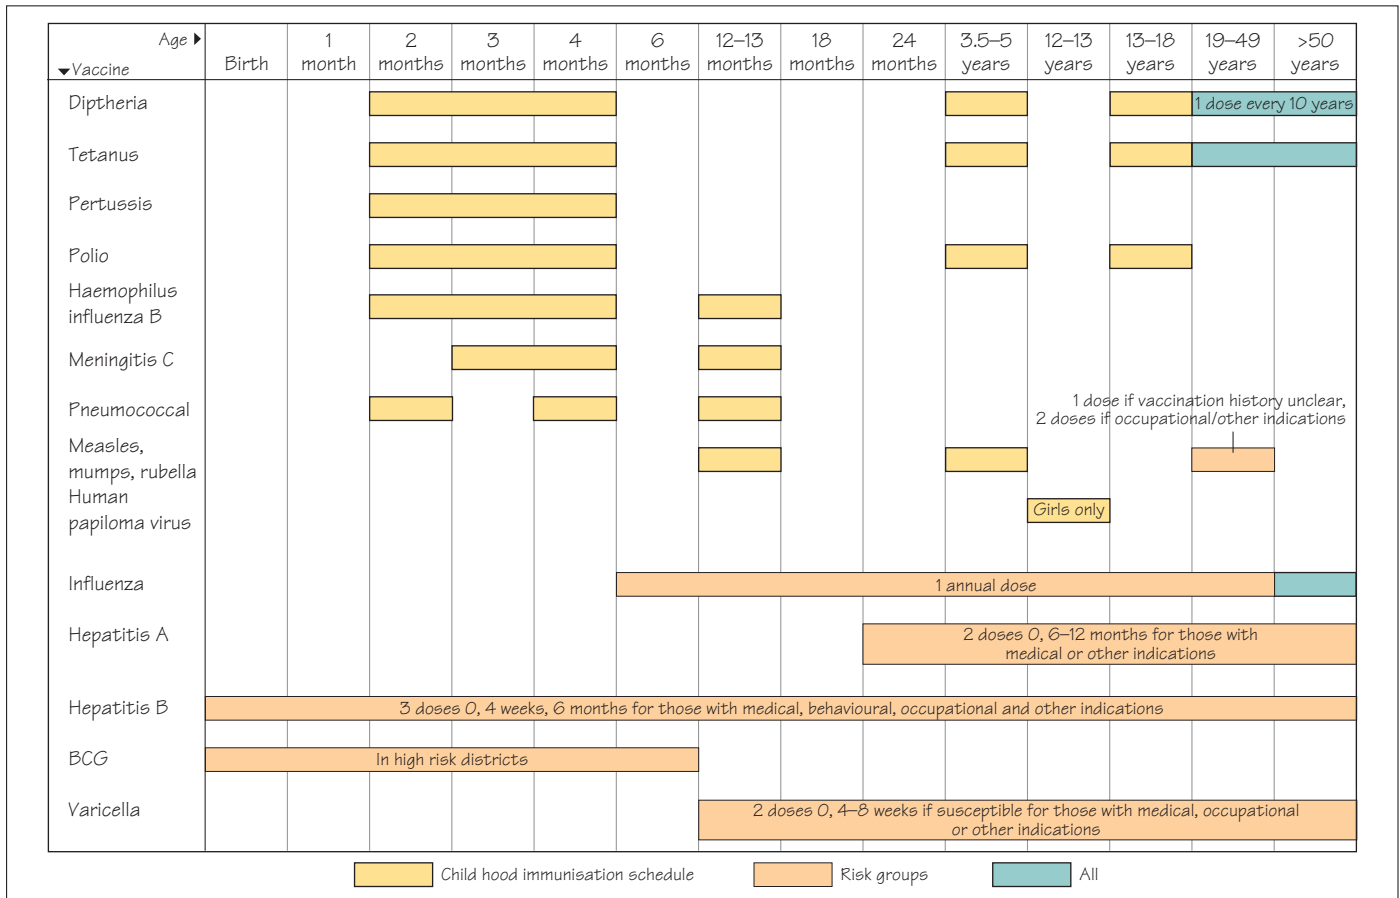 Age
Vaccine
Birth
1
month
2
months
3
months
4
months
6
months
12–13
months
18
months
24
months
3.5–5
years
12–13
years
13–18
years
19–49
years
>50
years
Diptheria
1 dose every 10 years
Tetanus
Pertussis
Polio
Haemophilus
influenza B
Meningitis C
Pneumococcal
1 dose if vaccination history unclear,
2 doses if occupational/other indications
Measles,
mumps, rubella
Human
papiloma virus
Girls only
Influenza
1 annual dose
Hepatitis A
2 doses 0, 6–12 months for those with
medical or other indications
Hepatitis B
3 doses 0, 4 weeks, 6 months for those with medical, behavioural, occupational and other indications
BCG
In high risk districts
Varicella
2 doses 0, 4–8 weeks if susceptible for those with medical, occupational
or other indications
Child hood immunisation schedule
Risk groups
All